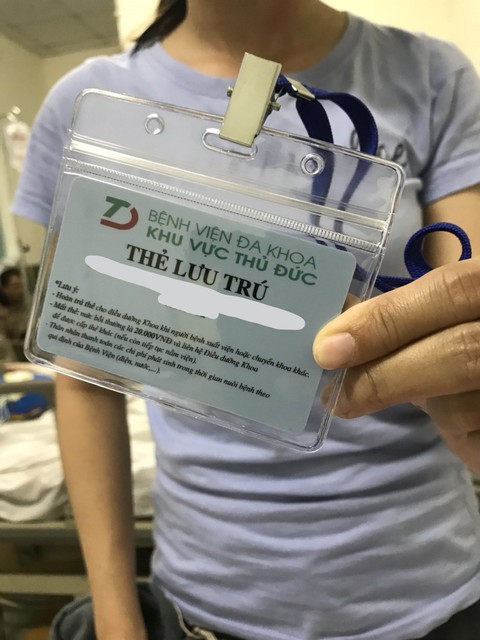 TD
BỆNH VIỆN ĐA KHOA
KHU VỰC THỦ ĐỨC
THẺ LƯU TRÚ
*Lưu ý:
- Hoàn trả thẻ cho điều dưỡng Khoa khi người bệnh xuất viện hoặc chuyển khoa khác.
- Mất thẻ: mức bồi thường là 20.000VNĐ và liên hệ Điều dưỡng Khoa
để được cấp thẻ khác (nếu còn tiếp tục nằm viện).
- Thân nhân thanh toán các chi phí phát sinh trong thời gian nuôi bệnh theo
qui định của Bệnh Viện (điện, nước,...).